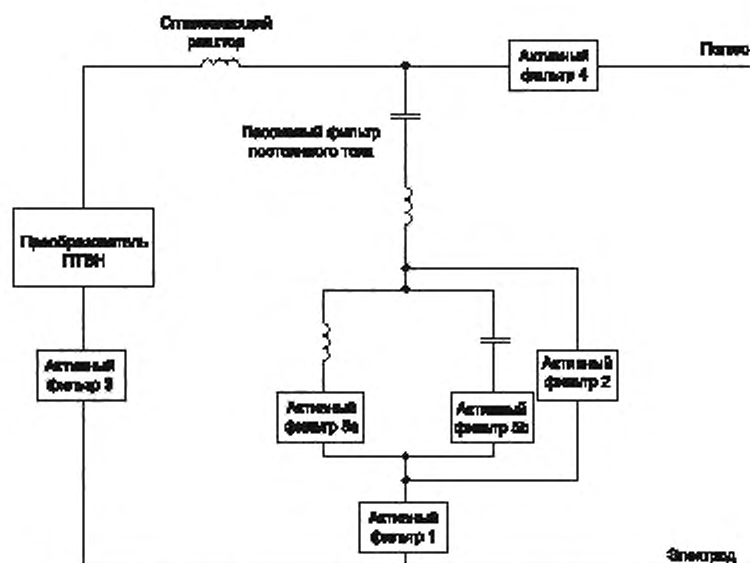 Сглаживающий
реактор
Активный
фильтр 4
Полюс
Пассивный фильтр
постоянного тока
Преобразователь
ПТВН
Активный
фильтр 3
Активный
фильтр 5a
Активный
фильтр 5b
Активный
фильтр 2
Активный
фильтр 1
Электрод